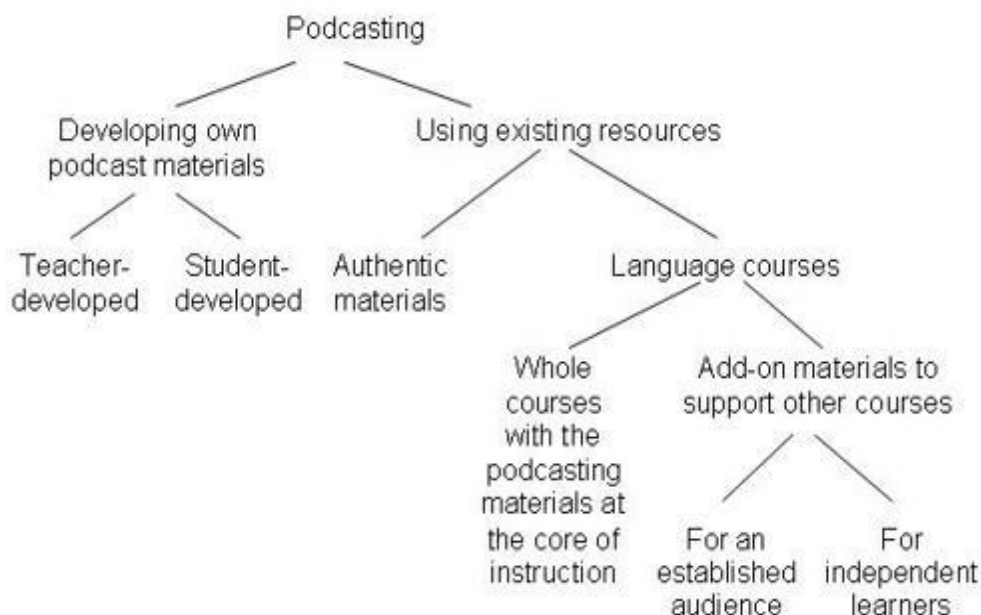 Podcasting
Developing own
podcast materials
Using existing resources
Teacher-
developed
Student-
developed
Authentic
materials
Language courses
Whole
courses
with the
podcasting
materials at
the core of
instruction
Add-on materials to
support other courses
For an
established
audience
For
independent
learners